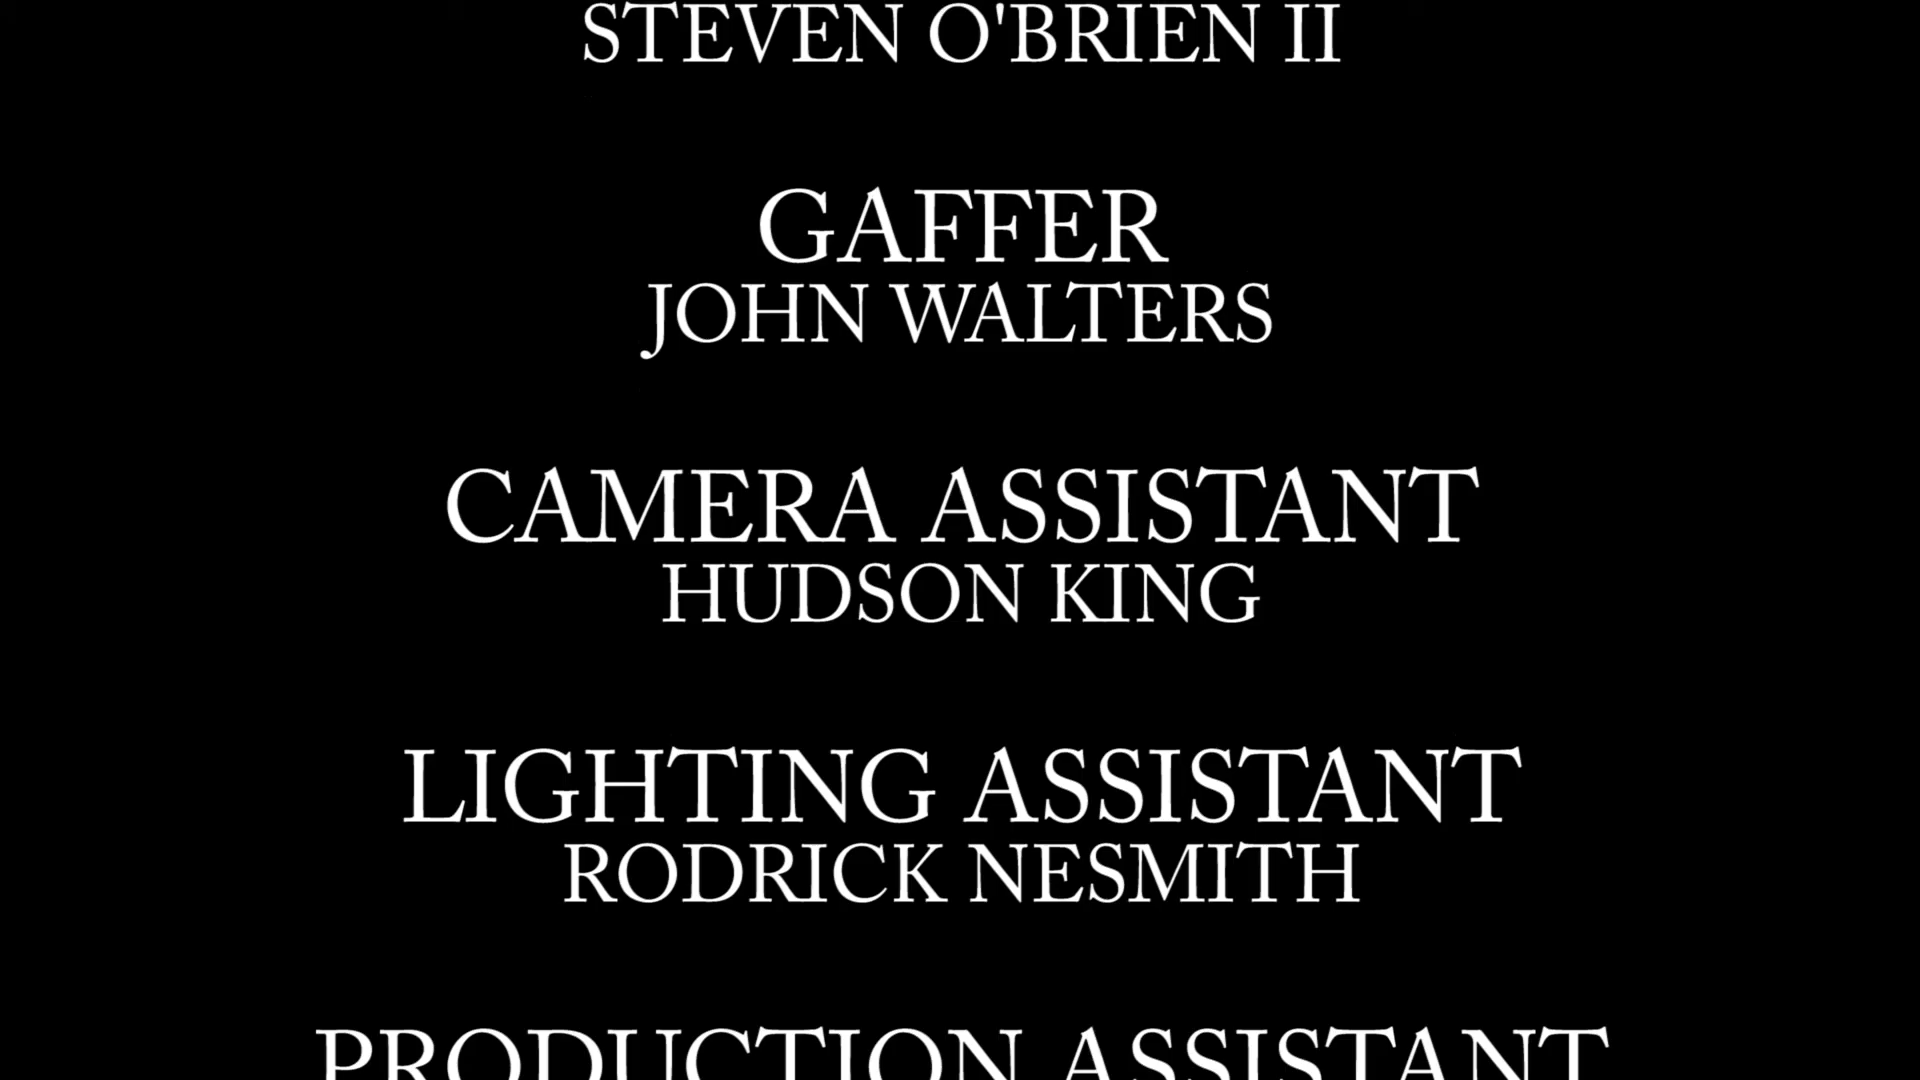 STEVEN O'BRIEN II
GAFFER
JOHN WALTERS
CAMERA ASSISTANT
HUDSON KING
LIGHTING ASSISTANT
RODRICK NESMITH
PRODUCTION ASSISTANT